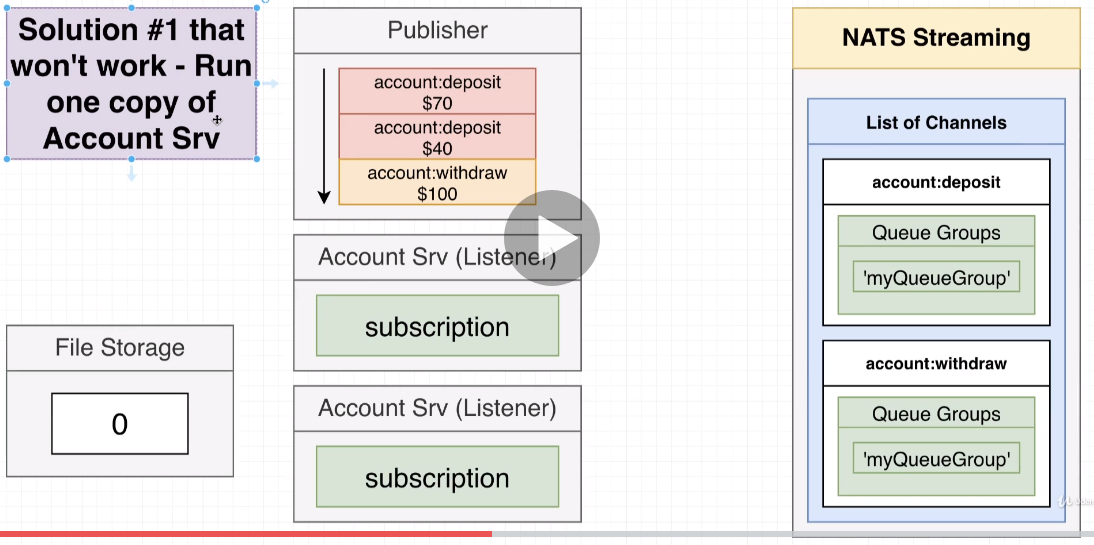 Solution #1 that
won't work - Run
one copy of
Account Srv
Publisher
account:deposit
$70
account:deposit
$40
account:withdraw
$100
Account Srv (Listener)
subscription
Account Srv (Listener)
subscription
File Storage
0
NATS Streaming
List of Channels
account:deposit
Queue Groups
'myQueueGroup'
account:withdraw
Queue Groups
'myQueueGroup'